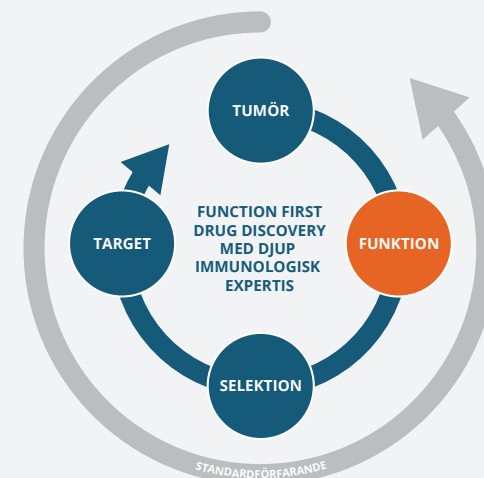 TUMÖR
FUNCTION FIRST
DRUG DISCOVERY
MED DJUP
IMMUNOLOGISK
EXPERTIS
TARGET
FUNKTION
SELEKTION
STANDARDFÖRFARANDE